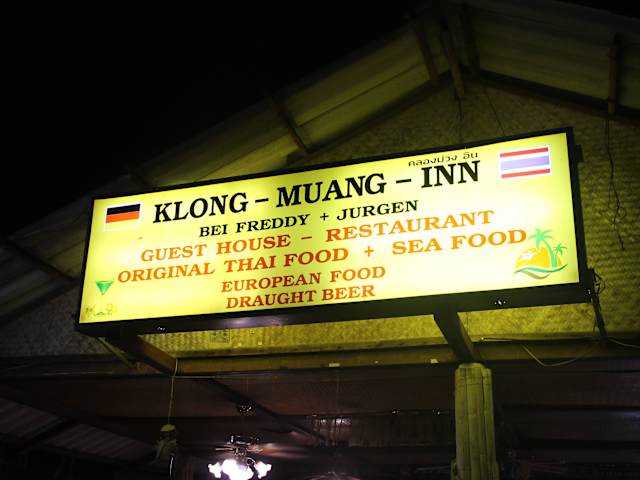 คลองม่วง อิน
KLONG - MUANG - INN
BEI FREDDY + JURGEN
GUEST HOUSE - RESTAURANT
ORIGINAL THAI FOOD + SEA FOOD
EUROPEAN FOOD
DRAUGHT BEER